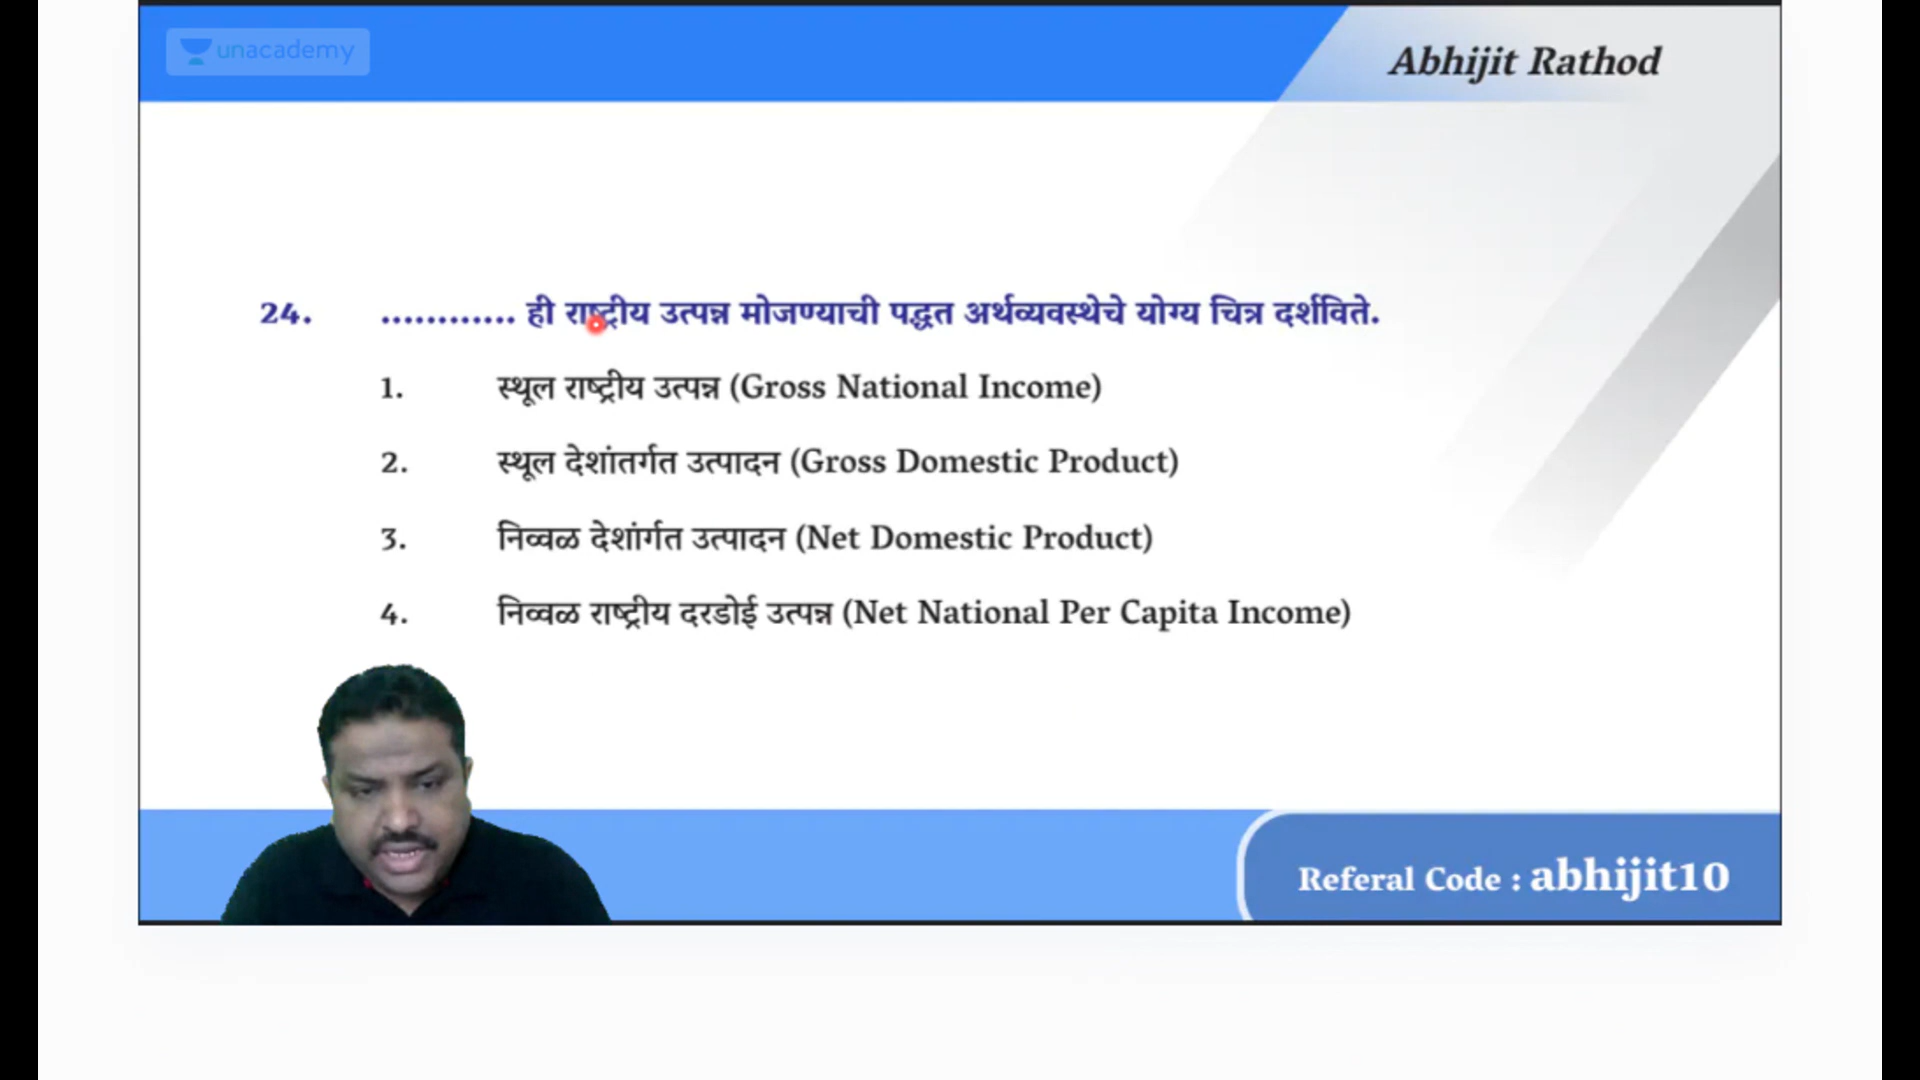 unacademy
Abhijit Rathod
24. ............ ही राष्ट्रीय उत्पन्न मोजण्याची पद्धत अर्थव्यवस्थेचे योग्य चित्र दर्शविते.
1. स्थूल राष्ट्रीय उत्पन्न (Gross National Income)
2. स्थूल देशांतर्गत उत्पादन (Gross Domestic Product)
3. निव्वळ देशांर्गत उत्पादन (Net Domestic Product)
4. निव्वळ राष्ट्रीय दरडोई उत्पन्न (Net National Per Capita Income)
Referal Code : abhijit10